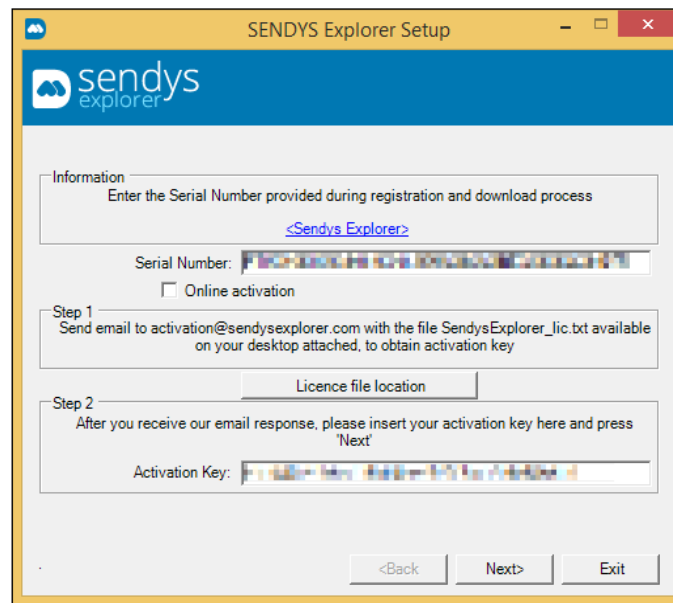 SENDYS Explorer Setup
sendys
explorer
Information
Enter the Serial Number provided during registration and download process
<Sendys Explorer>
Serial Number:
Online activation
Step 1
Send email to activation@sendysexplorer.com with the file SendysExplorer_lic.txt available
on your desktop attached, to obtain activation key
Licence file location
Step 2
After you receive our email response, please insert your activation key here and press
'Next'
Activation Key:
<Back
Next>
Exit